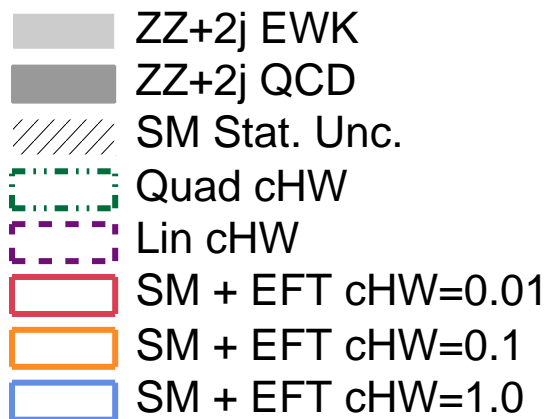 ZZ+2j EWK
ZZ+2j QCD
SM Stat. Unc.
Quad cHW
Lin cHW
SM + EFT cHW=0.01
SM + EFT cHW=0.1
SM + EFT cHW=1.0